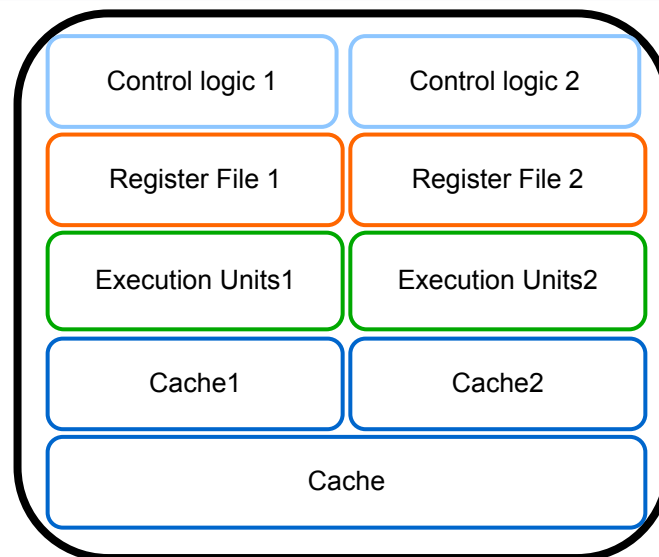 Control logic 1
Control logic 2
Register File 1
Register File 2
Execution Units1
Execution Units2
Cache1
Cache2
Cache